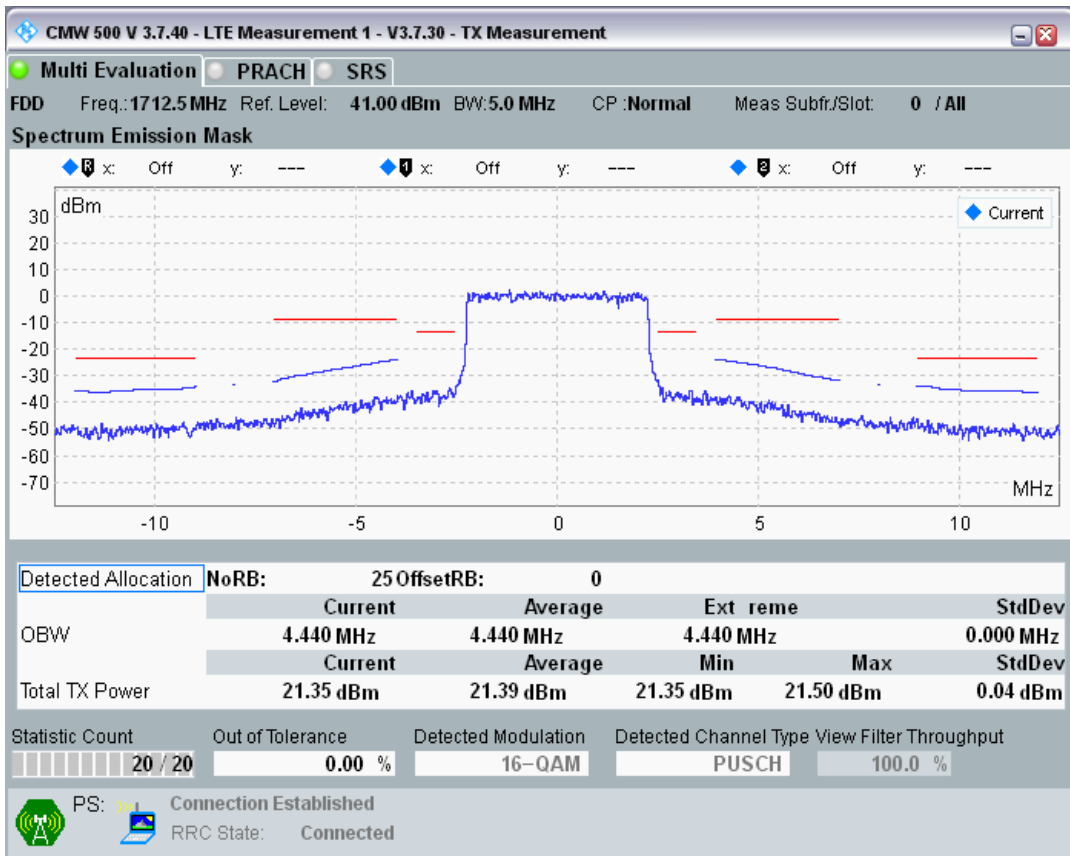 CMW 500 V 3.7.40 - LTE Measurement 1 - V3.7.30 - TX Measurement
Multi Evaluation PRACH SRS
FDD Freq.:1712.5 MHz Ref. Level: 41.00 dBm BW:5.0 MHz CP :Normal Meas Subfr./Slot: 0 / All
Spectrum Emission Mask
R x: Off y: --- 1 x: Off y: --- 2 x: Off y: ---
dBm
Current
30
20
10
0
-10
-20
-30
-40
-50
-60
-70
MHz
-10 -5 0 5 10
Detected Allocation NoRB: 25 OffsetRB: 0
Current Average Ext reme StdDev
OBW 4.440 MHz 4.440 MHz 4.440 MHz 0.000 MHz
Current Average Min Max StdDev
Total TX Power 21.35 dBm 21.39 dBm 21.35 dBm 21.50 dBm 0.04 dBm
Statistic Count Out of Tolerance Detected Modulation Detected Channel Type View Filter Throughput
20 / 20 0.00 % 16-QAM PUSCH 100.0 %
PS: Connection Established
RRC State: Connected